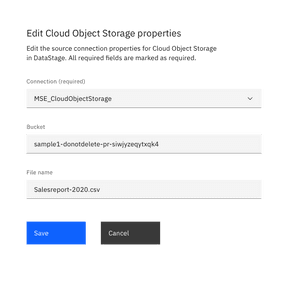 Edit Cloud Object Storage properties
Edit the source connection properties for Cloud Object Storage
in DataStage. All required fields are marked as required.
Connection (required)
MSE_CloudObjectStorage
Bucket
sample1-donotdelete-pr-siwjyzeqytxqk4
File name
Salesreport-2020.csv
Save
Cancel